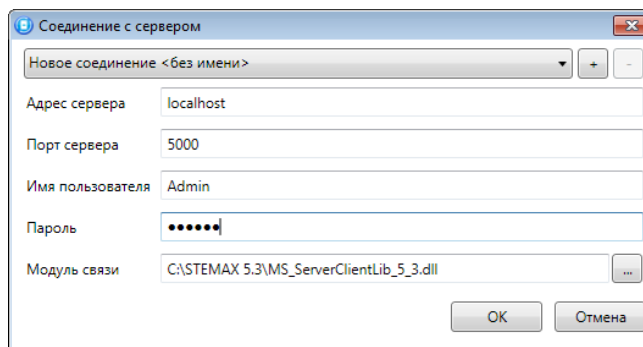 Соединение с сервером
Новое соединение <без имени>
+
-
Адрес сервера
localhost
Порт сервера
5000
Имя пользователя
Admin
Пароль
●●●●●●
Модуль связи
C:\STEMAX 5.3\MS_ServerClientLib_5_3.dll
...
OK
Отмена